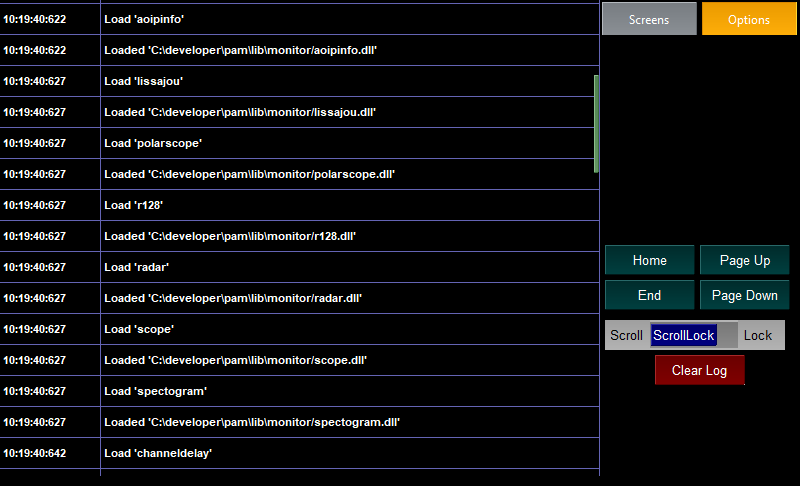 10:19:40:622 Load 'aoipinfo'
10:19:40:622 Loaded 'C:\developer\pam\lib\monitor/aoipinfo.dll'
10:19:40:627 Load 'lissajou'
10:19:40:627 Loaded 'C:\developer\pam\lib\monitor/lissajou.dll'
10:19:40:627 Load 'polarscope'
10:19:40:627 Loaded 'C:\developer\pam\lib\monitor/polarscope.dll'
10:19:40:627 Load 'r128'
10:19:40:627 Loaded 'C:\developer\pam\lib\monitor/r128.dll'
10:19:40:627 Load 'radar'
10:19:40:627 Loaded 'C:\developer\pam\lib\monitor/radar.dll'
10:19:40:627 Load 'scope'
10:19:40:627 Loaded 'C:\developer\pam\lib\monitor/scope.dll'
10:19:40:627 Load 'spectogram'
10:19:40:627 Loaded 'C:\developer\pam\lib\monitor/spectogram.dll'
10:19:40:642 Load 'channeldelay'
Screens Options
Home Page Up
End Page Down
Scroll ScrollLock Lock
Clear Log